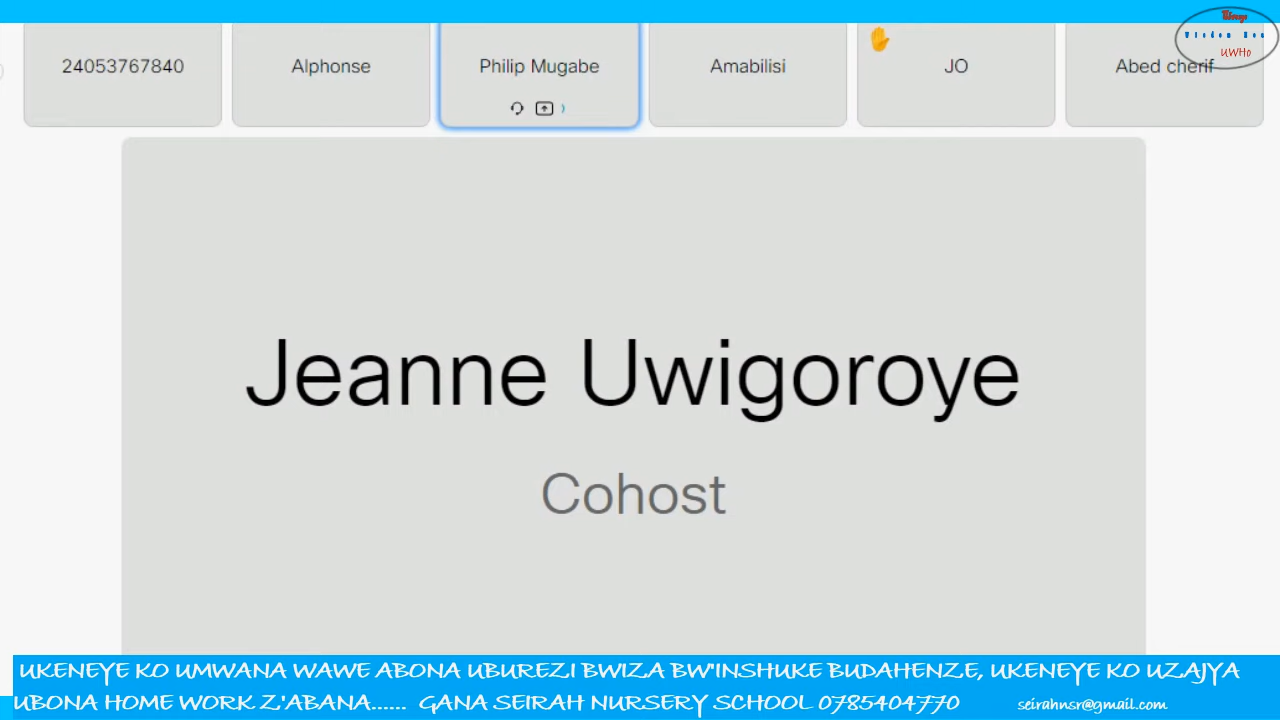 24053767840
Alphonse
Philip Mugabe
Amabilisi
JO
Abed cherif
Wisdom
UWHo
Jeanne Uwigoroye
Cohost
UKENEYE KO UMWANA WAWE ABONA UBUREZI BWIZA BW"INSHUKE BUDAHENZE, UKENEYE KO UZAJYA
UBONA HOME WORK Z'ABANA...... GANA SEIRAH NURSERY SCHOOL 0785404770 seirahnsr@gmail.com